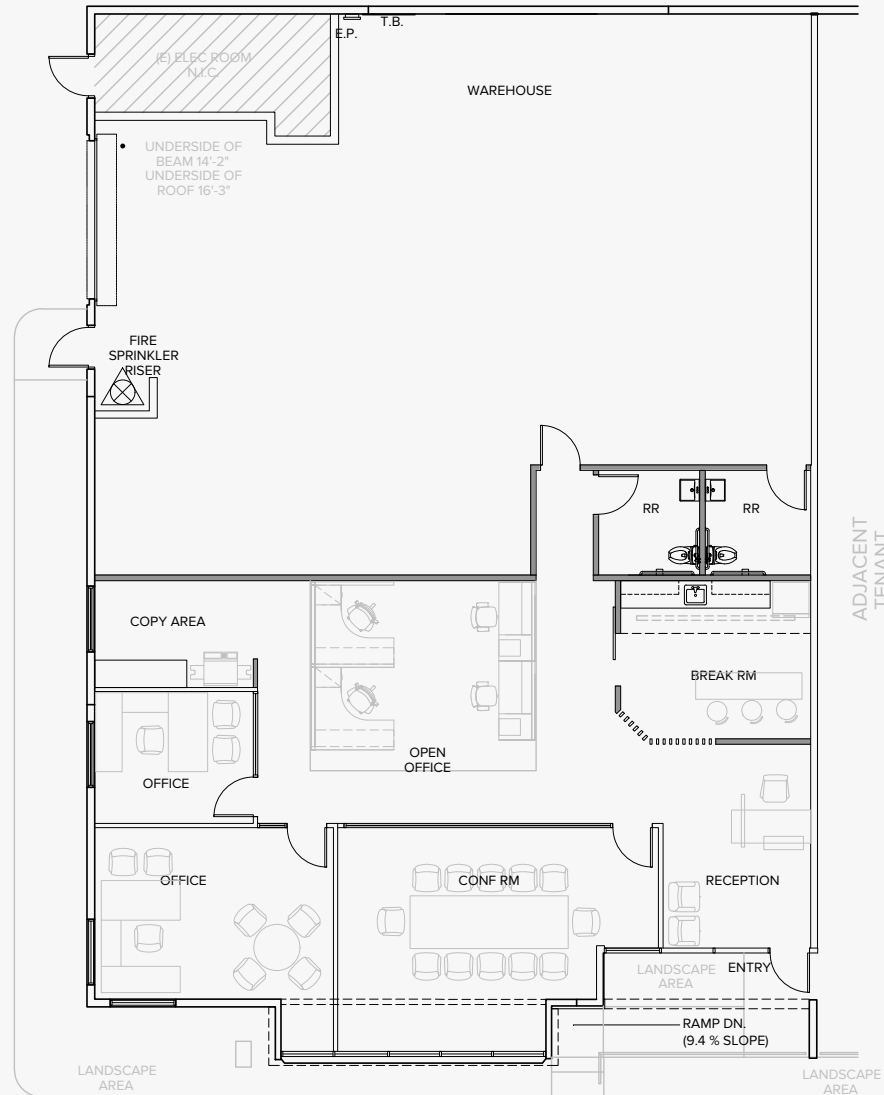 T.B.
E.P.
(E) ELEC ROOM
N.I.C.
WAREHOUSE
UNDERSIDE OF
BEAM 14'-2"
UNDERSIDE OF
ROOF 16'-3"
FIRE
SPRINKLER
RISER
RR
RR
ADJACENT
TENANT
COPY AREA
BREAK RM
OPEN
OFFICE
OFFICE
OFFICE
CONF RM
RECEPTION
LANDSCAPE
AREA
ENTRY
RAMP DN.
(9.4 % SLOPE)
LANDSCAPE
AREA
LANDSCAPE
AREA